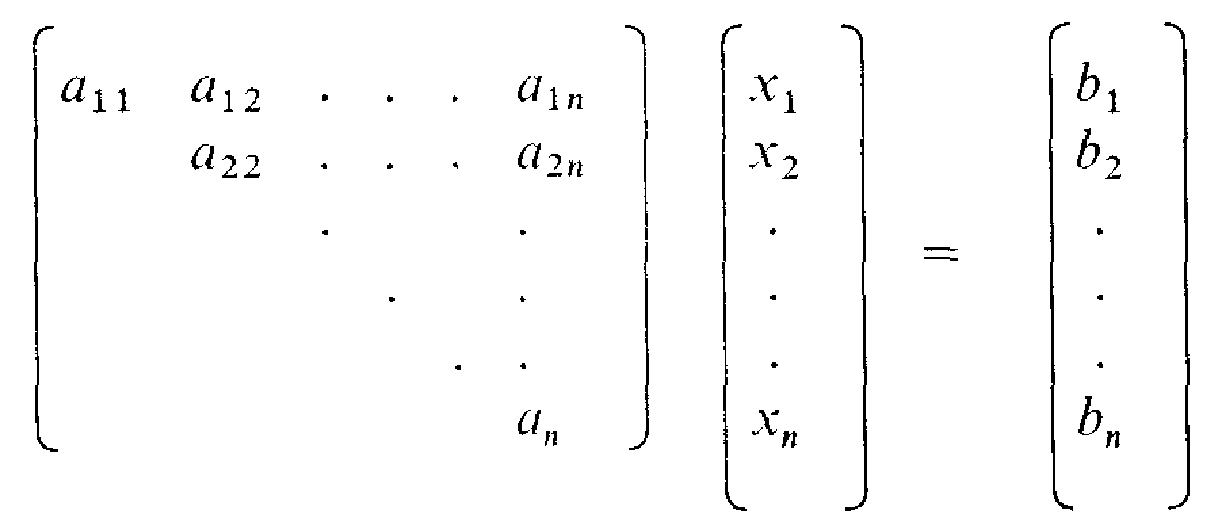 a₁₁ a₁₂ . . . a₁ₙ x₁ b₁
a₂₂ . . . a₂ₙ x₂ b₂
. . . = .
. . . .
. . . .
aₙ xₙ bₙ